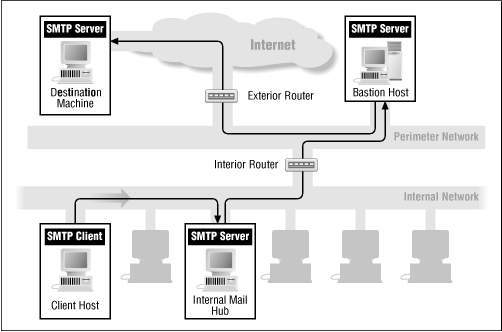 SMTP Server
Destination
Machine
Internet
SMTP Server
Bastion Host
Exterior Router
Perimeter Network
Interior Router
Internal Network
SMTP Client
Client Host
SMTP Server
Internal Mail
Hub